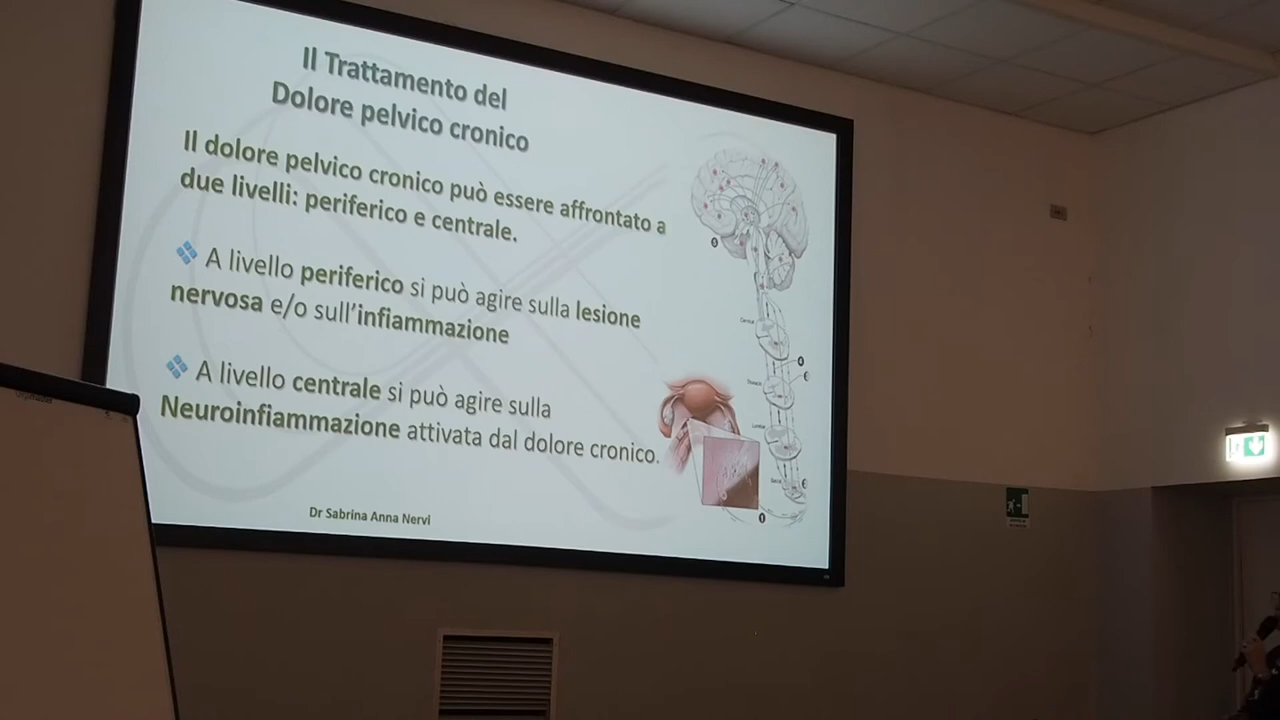 Il Trattamento del
Dolore pelvico cronico
Il dolore pelvico cronico può essere affrontato a
due livelli: periferico e centrale.
A livello periferico si può agire sulla lesione
nervosa e/o sull'infiammazione
A livello centrale si può agire sulla
Neuroinfiammazione attivata dal dolore cronico.
Dr Sabrina Anna Nervi